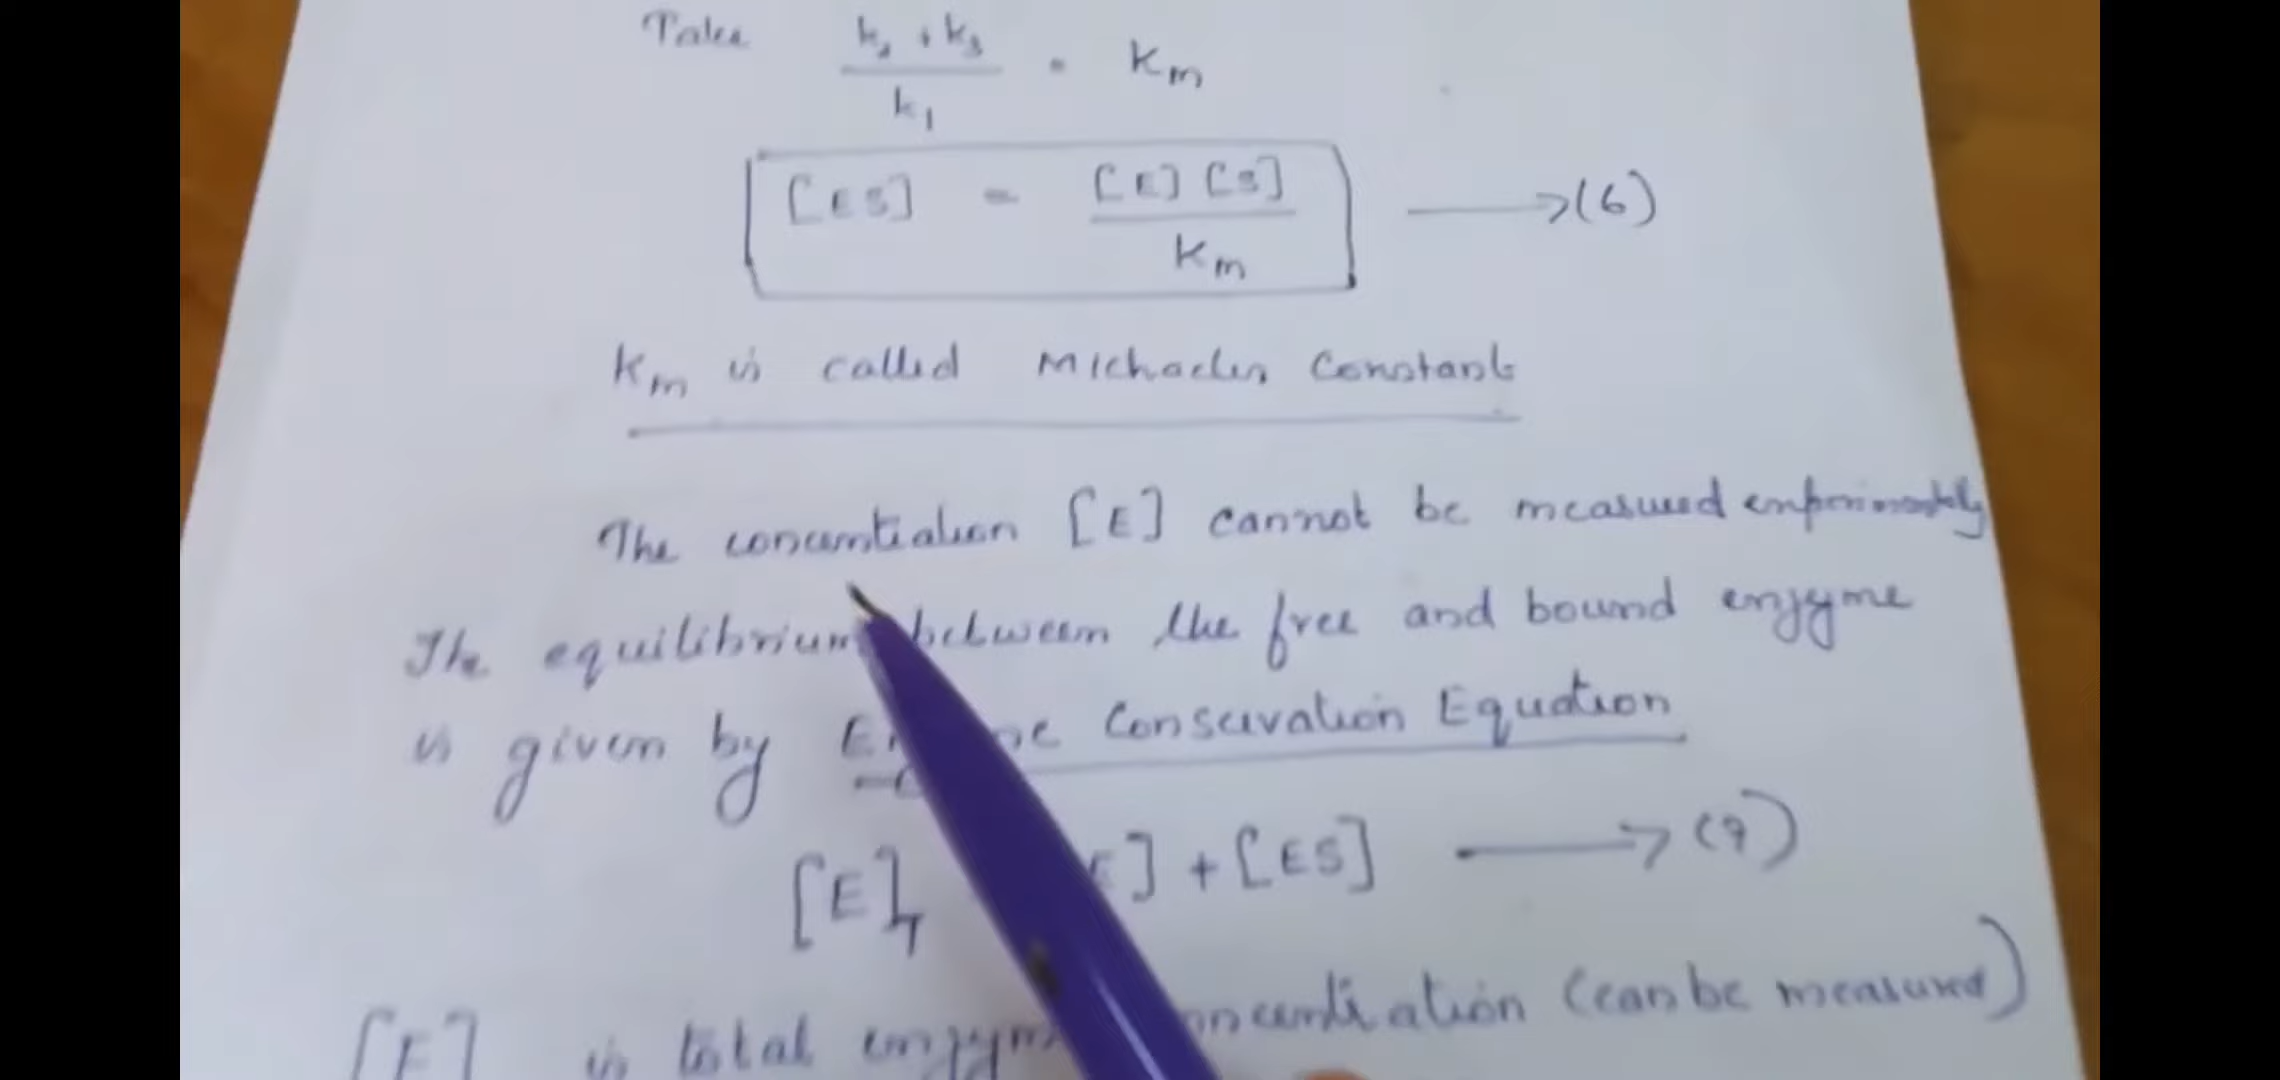 Take k₂ + k₃ / k₁ = Km
[ES] = [E] [S] / Km → (6)
Km is called Michaelis Constant
The concentration [E] cannot be measured experimentally
The equilibrium between the free and bound enzyme
is given by Conservation Equation
[E]T E] + [ES] → (7)
[E] is total concentration (can be measured)